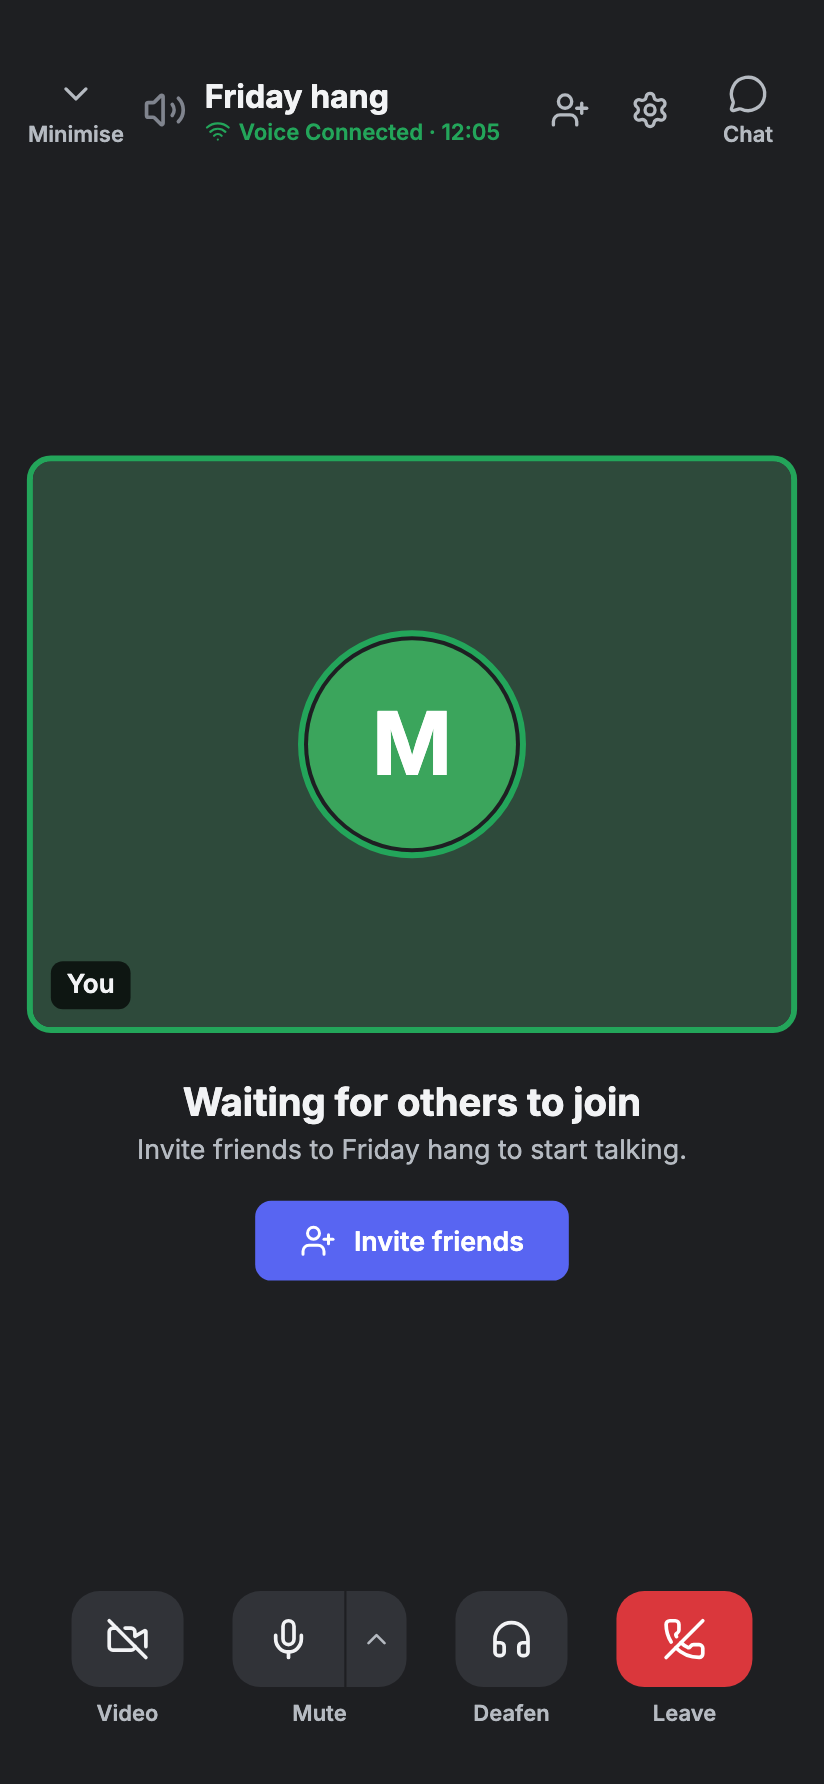 Minimise
Friday hang
Voice Connected · 12:05
Chat
M
You
Waiting for others to join
Invite friends to Friday hang to start talking.
Invite friends
Video
Mute
Deafen
Leave